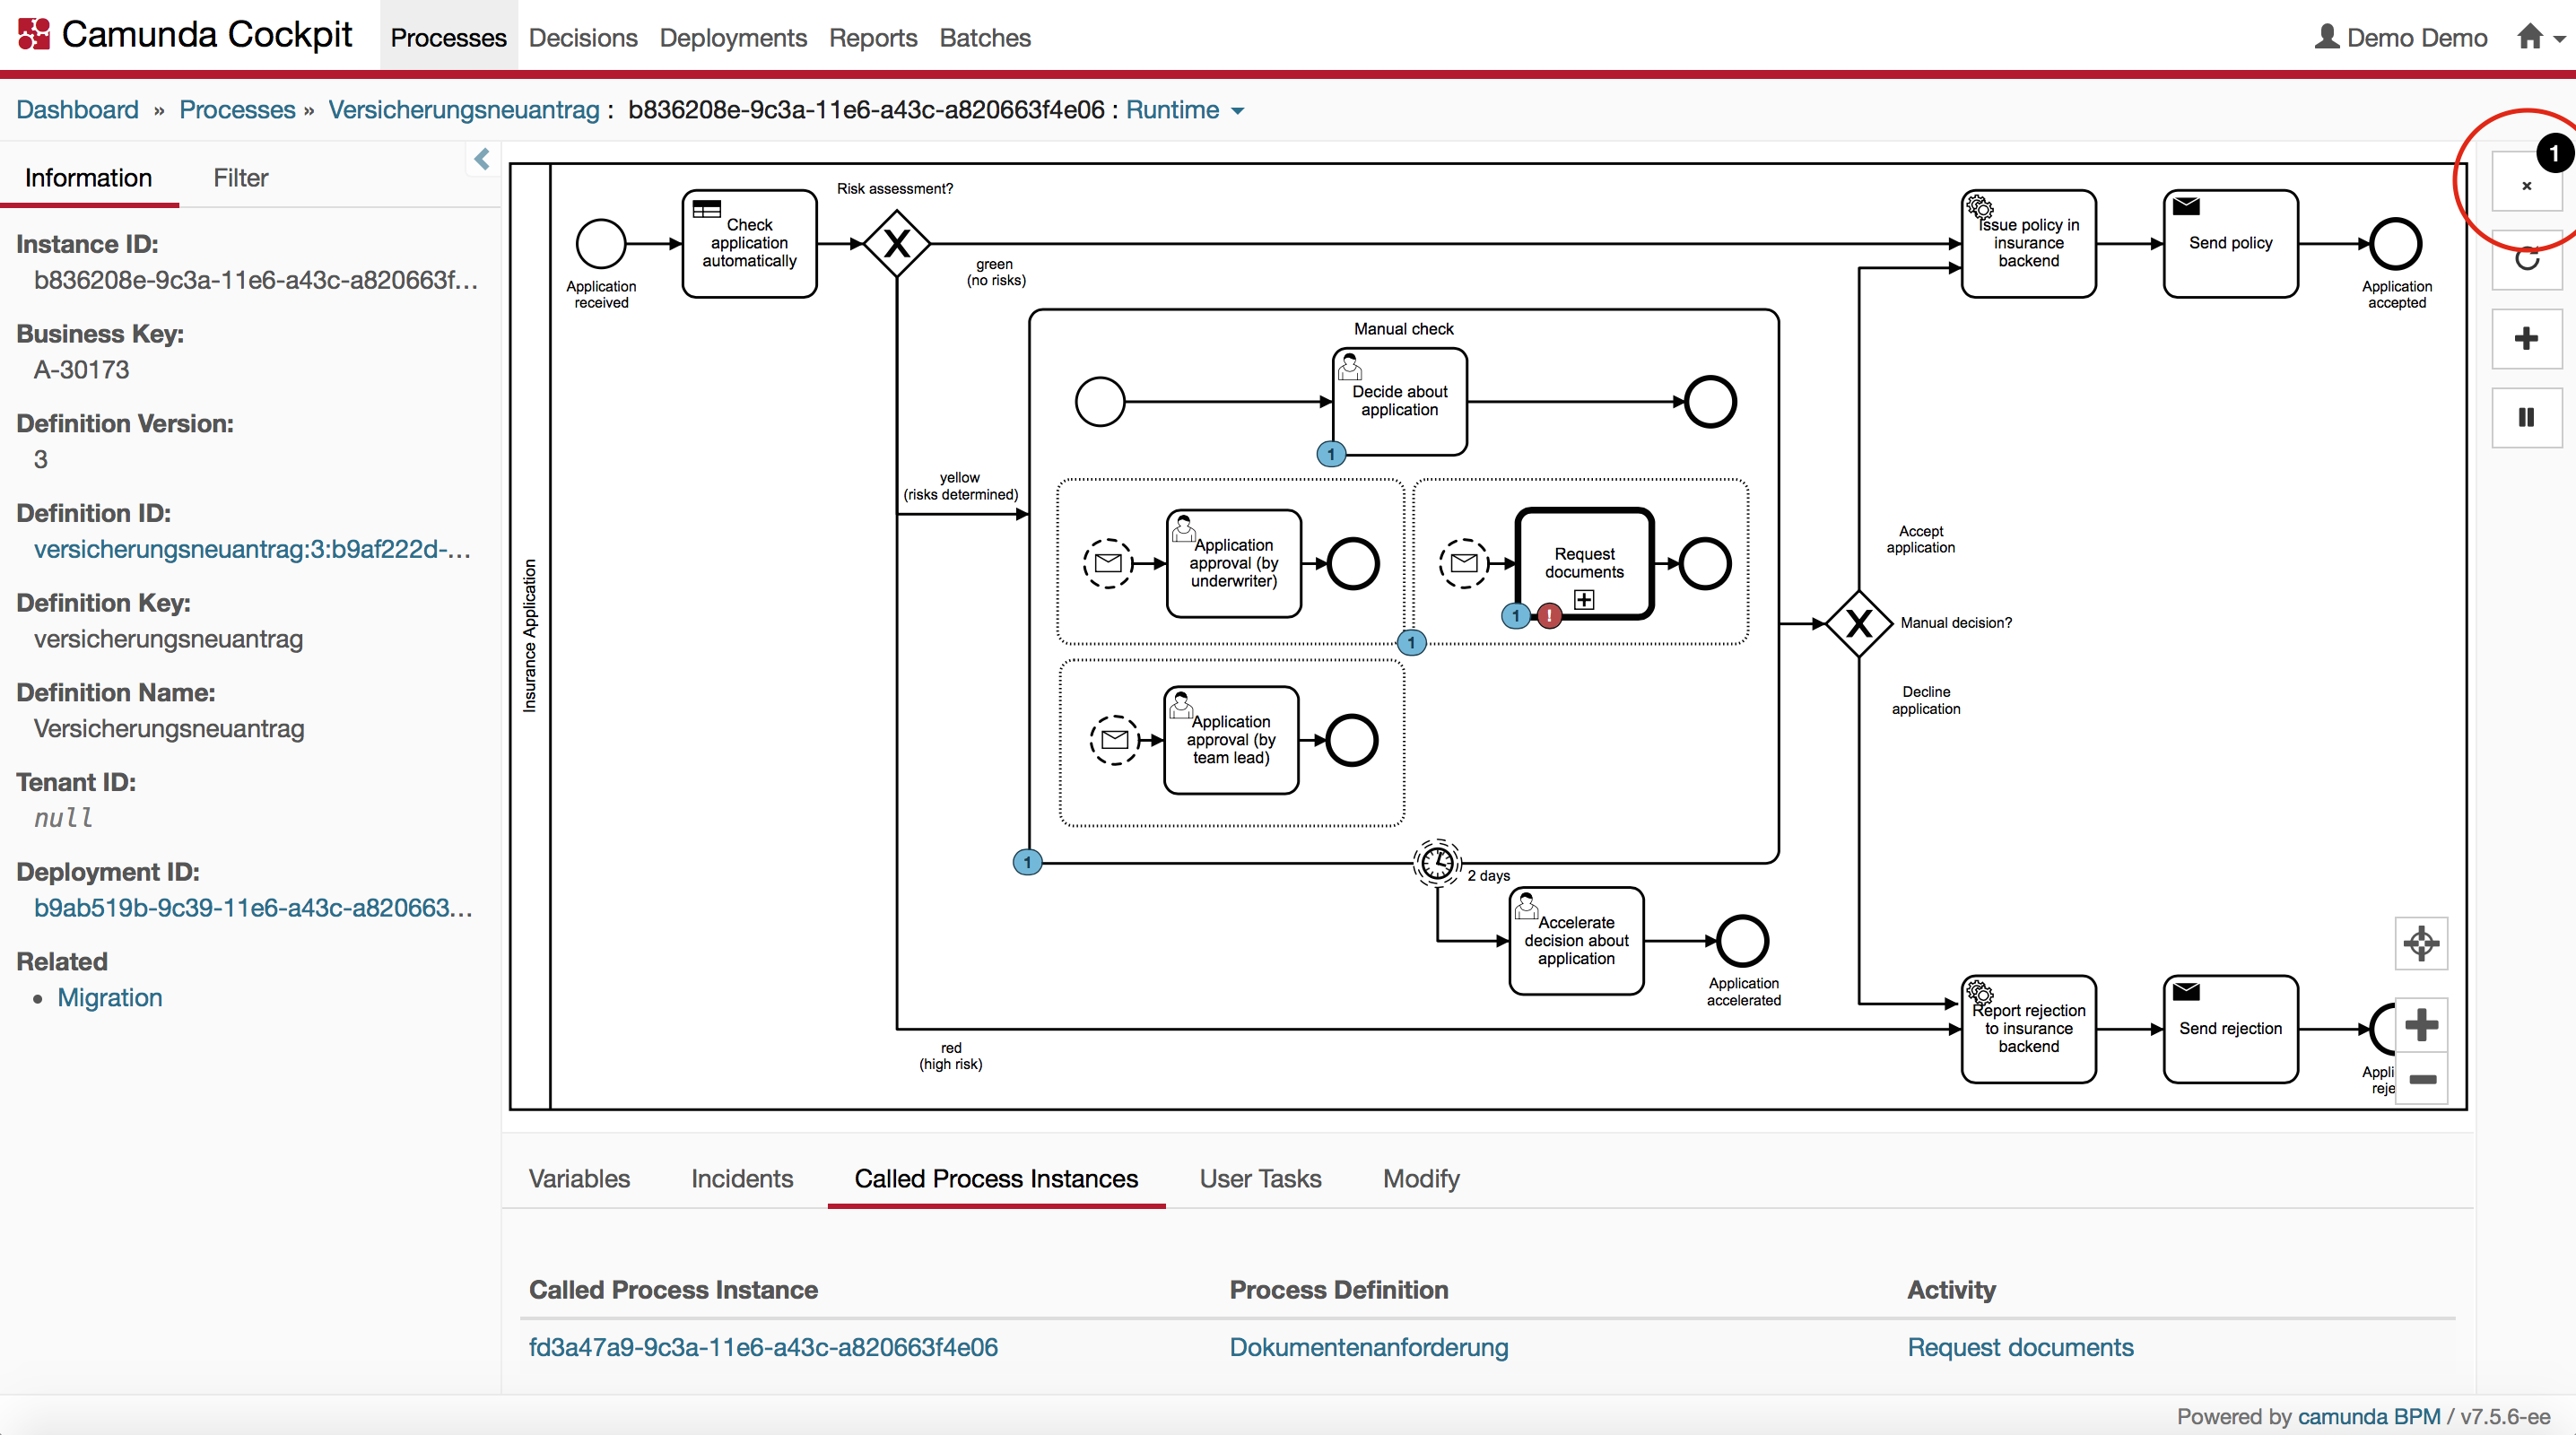 Camunda Cockpit
Processes
Decisions
Deployments
Reports
Batches
Demo Demo
Dashboard » Processes » Versicherungsneuantrag : b836208e-9c3a-11e6-a43c-a820663f4e06 : Runtime
Information
Filter
Instance ID:
b836208e-9c3a-11e6-a43c-a820663f...
Business Key:
A-30173
Definition Version:
3
Definition ID:
versicherungsneuantrag:3:b9af222d-...
Definition Key:
versicherungsneuantrag
Definition Name:
Versicherungsneuantrag
Tenant ID:
null
Deployment ID:
b9ab519b-9c39-11e6-a43c-a820663...
Related
• Migration
Insurance Application
Application
received
Check
application
automatically
Risk assessment?
green
(no risks)
yellow
(risks determined)
red
(high risk)
Manual check
Decide about
application
1
Application
approval (by
underwriter)
Request
documents
1
!
1
Application
approval (by
team lead)
1
2 days
Accelerate
decision about
application
Application
accelerated
Manual decision?
Accept
application
Decline
application
Issue policy in
insurance
backend
Send policy
Application
accepted
Report rejection
to insurance
backend
Send rejection
Appli
reje
1
Variables
Incidents
Called Process Instances
User Tasks
Modify
Called Process Instance
Process Definition
Activity
fd3a47a9-9c3a-11e6-a43c-a820663f4e06
Dokumentenanforderung
Request documents
Powered by camunda BPM / v7.5.6-ee